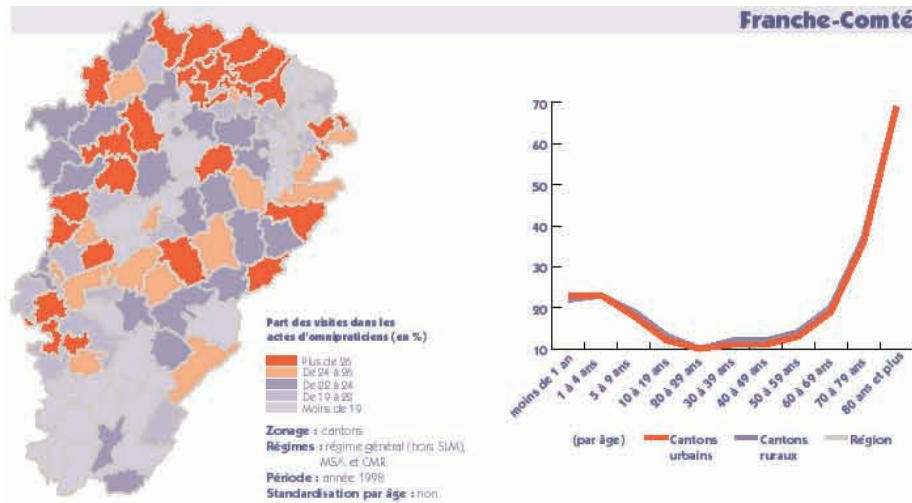 Franche-Comté
Part des visites dans les
actes d'omnipraticiens (en %)
Plus de 26
De 24 à 26
De 22 à 24
De 19 à 22
Moins de 19
Zonage : cantons
Régimes : régime général (hors SLM),
MSA et CMR
Période : année 1998
Standardisation par âge : non
70
60
50
40
30
20
10
moins de 1 an
1 à 4 ans
5 à 9 ans
10 à 19 ans
20 à 29 ans
30 à 39 ans
40 à 49 ans
50 à 59 ans
60 à 69 ans
70 à 79 ans
80 ans et plus
(par âge)
Cantons
urbains
Cantons
ruraux
Région